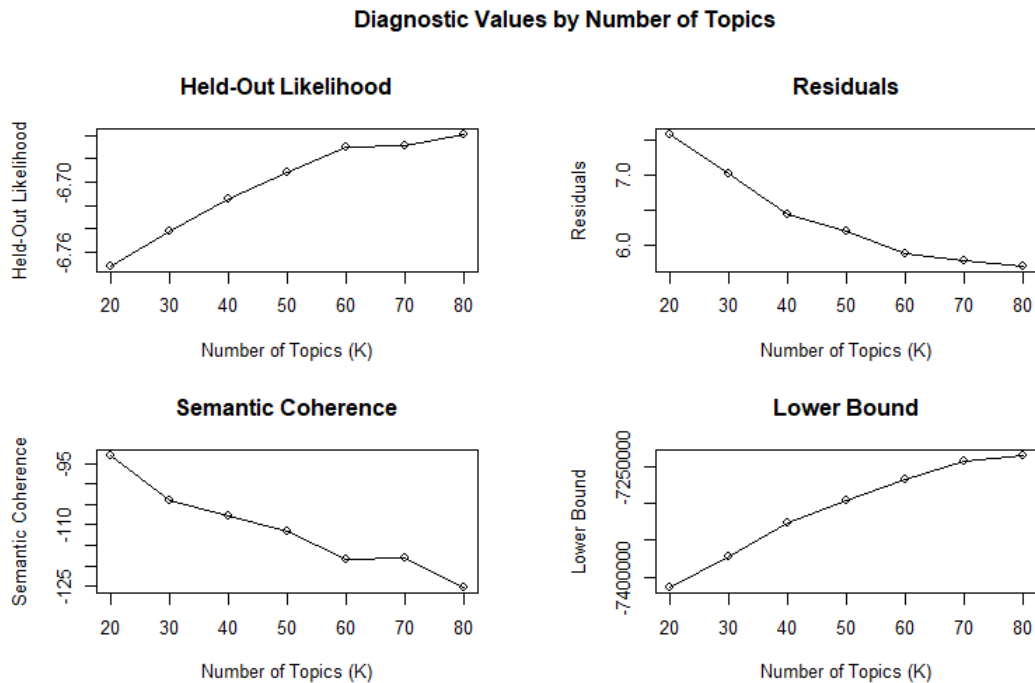 Diagnostic Values by Number of Topics
Held-Out Likelihood
Held-Out Likelihood
-6.70
-6.76
20 30 40 50 60 70 80
Number of Topics (K)
Residuals
Residuals
7.0
6.0
20 30 40 50 60 70 80
Number of Topics (K)
Semantic Coherence
Semantic Coherence
-95
-110
-125
20 30 40 50 60 70 80
Number of Topics (K)
Lower Bound
Lower Bound
-7250000
-7400000
20 30 40 50 60 70 80
Number of Topics (K)